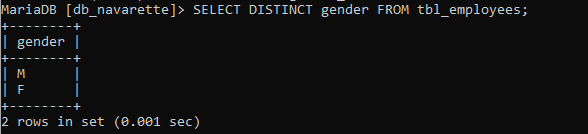 MariaDB [db_navarette]> SELECT DISTINCT gender FROM tbl_employees;
+--------+
| gender |
+--------+
| M      |
| F      |
+--------+
2 rows in set (0.001 sec)